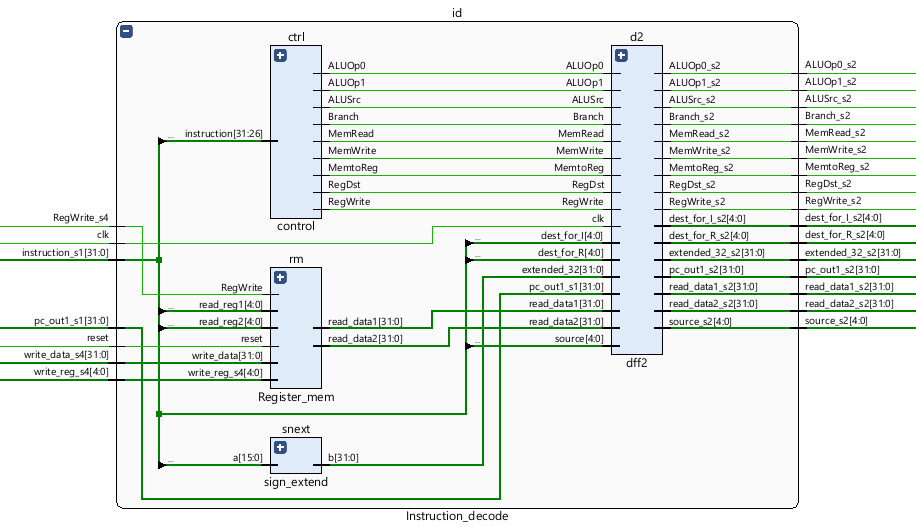 id
ctrl
d2
ALUOp0 ALUOp0 ALUOp0_s2 ALUOp0_s2
ALUOp1 ALUOp1 ALUOp1_s2 ALUOp1_s2
ALUSrc ALUSrc ALUSrc_s2 ALUSrc_s2
Branch Branch Branch_s2 Branch_s2
... instruction[31:26] MemRead MemRead MemRead_s2 MemRead_s2
MemWrite MemWrite MemWrite_s2 MemWrite_s2
MemtoReg MemtoReg MemtoReg_s2 MemtoReg_s2
RegDst RegDst RegDst_s2 RegDst_s2
RegWrite RegWrite RegWrite_s2 RegWrite_s2
RegWrite_s4 control clk dest_for_I_s2[4:0] dest_for_I_s2[4:0]
clk ... dest_for_I[4:0] dest_for_R_s2[4:0] dest_for_R_s2[4:0]
instruction_s1[31:0] rm ... dest_for_R[4:0] extended_32_s2[31:0] extended_32_s2[31:0]
extended_32[31:0] pc_out1_s2[31:0] pc_out1_s2[31:0]
RegWrite pc_out1_s1[31:0] read_data1_s2[31:0] read_data1_s2[31:0]
... read_reg1[4:0] read_data1[31:0] read_data2_s2[31:0] read_data2_s2[31:0]
pc_out1_s1[31:0] ... read_reg2[4:0] read_data1[31:0] read_data2[31:0] source_s2[4:0] source_s2[4:0]
reset reset read_data2[31:0] ... source[4:0]
write_data_s4[31:0] write_data[31:0] dff2
write_reg_s4[4:0] write_reg[4:0]
Register_mem
snext
... a[15:0] b[31:0]
sign_extend
Instruction_decode